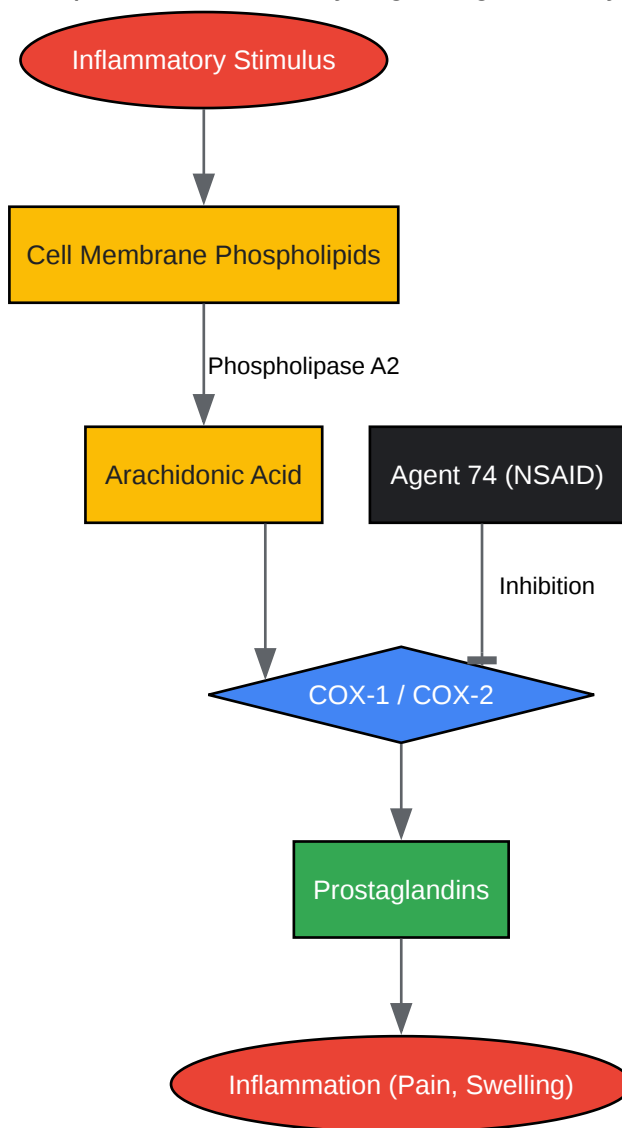 Inflammatory Stimulus
Cell Membrane Phospholipids
Phospholipase A2
Arachidonic Acid
Agent 74 (NSAID)
Inhibition
COX-1 / COX-2
Prostaglandins
Inflammation (Pain, Swelling)